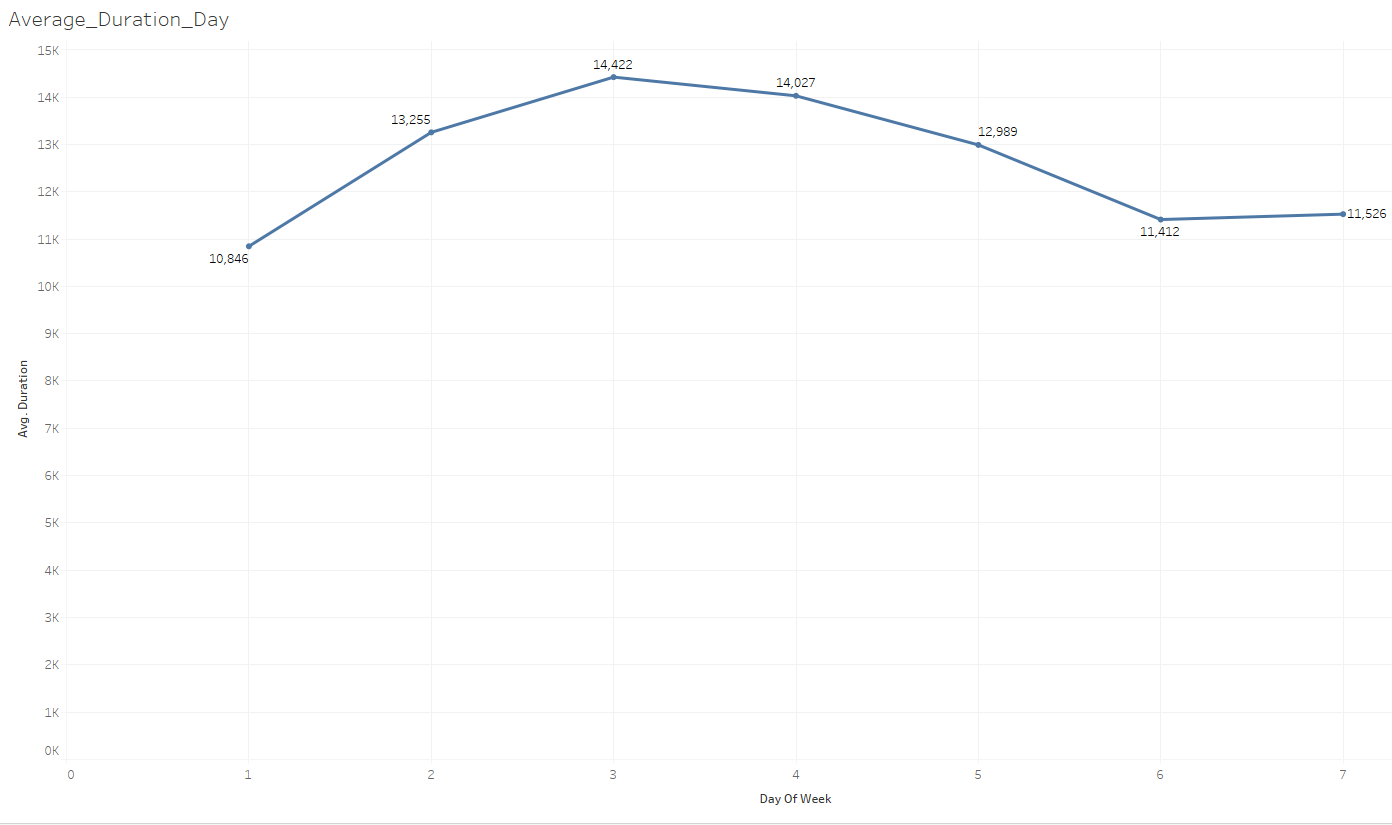 Average_Duration_Day
15K
14K
13K
12K
11K
10K
9K
8K
7K
6K
5K
4K
3K
2K
1K
0K
Avg. Duration
10,846
13,255
14,422
14,027
12,989
11,412
11,526
0 1 2 3 4 5 6 7
Day Of Week